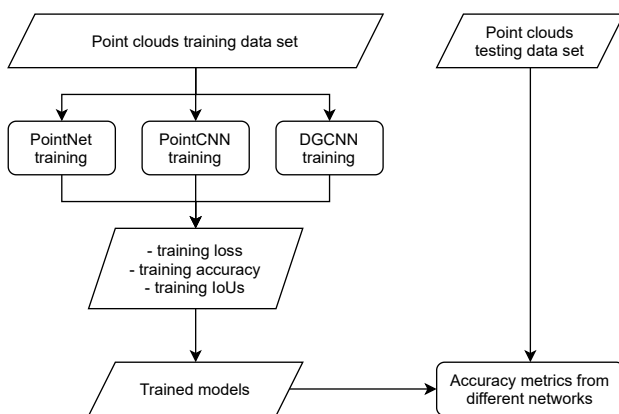 Point clouds training data set
Point clouds
testing data set
PointNet
training
PointCNN
training
DGCNN
training
- training loss
- training accuracy
- training IoUs
Trained models
Accuracy metrics from
different networks